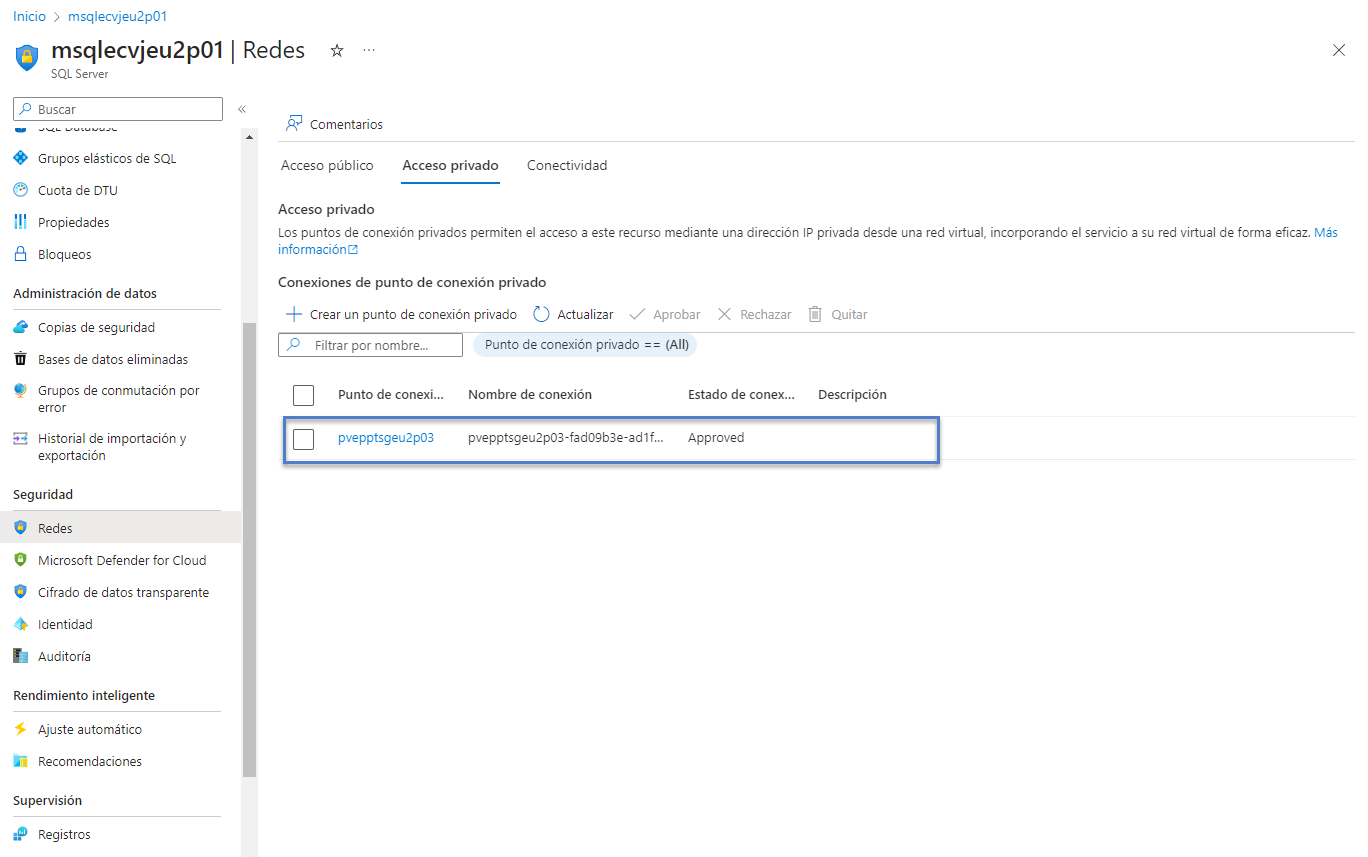 Inicio > msqlecvjeu2p01
msqlecvjeu2p01 | Redes
SQL Server
Buscar
SQL Database
Grupos elásticos de SQL
Cuota de DTU
Propiedades
Bloqueos
Administración de datos
Copias de seguridad
Bases de datos eliminadas
Grupos de conmutación por
error
Historial de importación y
exportación
Seguridad
Redes
Microsoft Defender for Cloud
Cifrado de datos transparente
Identidad
Auditoría
Rendimiento inteligente
Ajuste automático
Recomendaciones
Supervisión
Registros
Comentarios
Acceso público Acceso privado Conectividad
Acceso privado
Los puntos de conexión privados permiten el acceso a este recurso mediante una dirección IP privada desde una red virtual, incorporando el servicio a su red virtual de forma eficaz. Más
información
Conexiones de punto de conexión privado
Crear un punto de conexión privado Actualizar Aprobar Rechazar Quitar
Filtrar por nombre... Punto de conexión privado == (All)
Punto de conexi... Nombre de conexión Estado de conex... Descripción
pvepptsgeu2p03 pvepptsgeu2p03-fad09b3e-ad1f... Approved